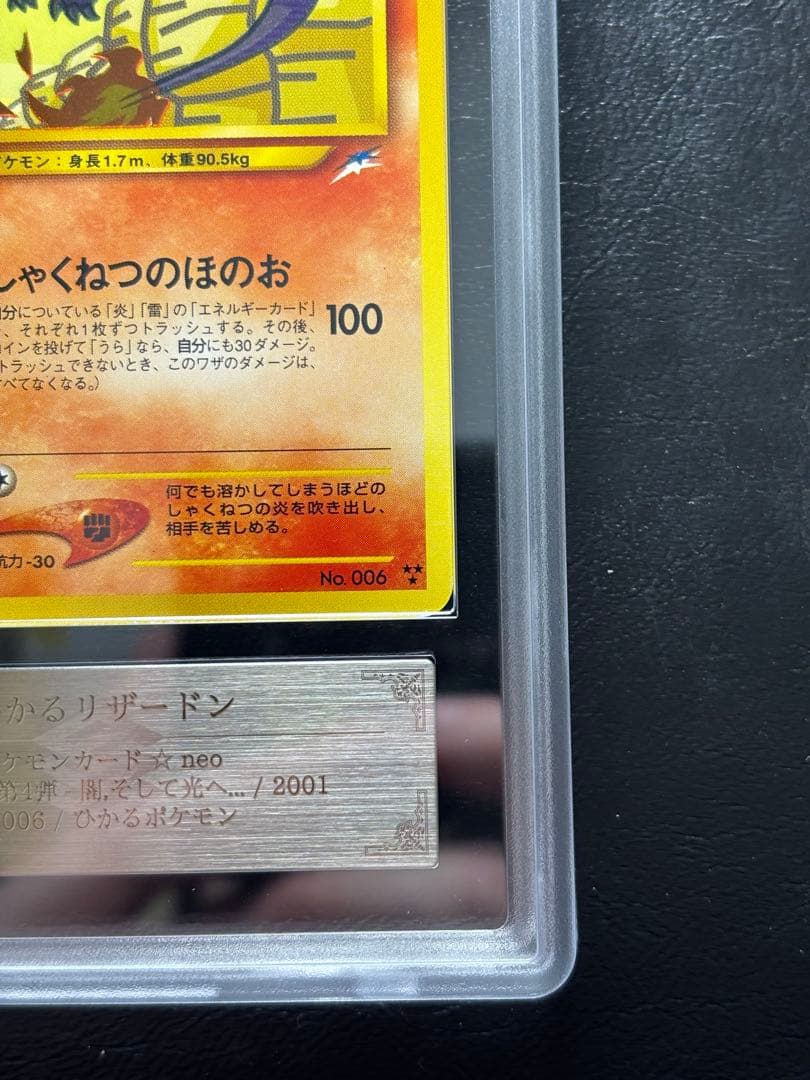 ケモン：身長1.7m、体重90.5kg
しゃくねつのほのお
自分についている「炎」「雷」の「エネルギーカード」
、それぞれ1枚ずつトラッシュする。その後、
コインを投げて「うら」なら、自分にも30ダメージ。
トラッシュできないとき、このワザのダメージは、
すべてなくなる。）
100
何でも溶かしてしまうほどの
しゃくねつの炎を吹き出し、
相手を苦しめる。
抗力 -30
No. 006 ★★★
かるリザードン
ケモンカード ☆ neo
第4弾 - 闇,そして光へ... / 2001
006 / ひかるポケモン